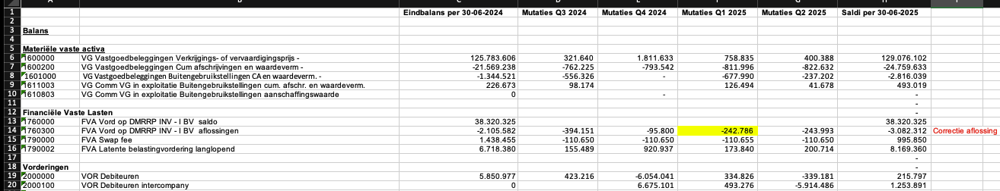 1 Eindbalans per 30-06-2024 Mutaties Q3 2024 Mutaties Q4 2024 Mutaties Q1 2025 Mutaties Q2 2025 Saldi per 30-06-2025
2
3 Balans
4
5 Materiële vaste activa
6 1600000 VG Vastgoedbeleggingen Verkrijgings- of vervaardigingsprijs - 125.783.606 321.640 1.811.633 758.835 400.388 129.076.102
7 1600200 VG Vastgoedbeleggingen Cum afschrijvingen en waardeverm - -21.569.238 -762.225 -793.542 -811.996 -822.632 -24.759.633
8 1601000 VG Vastgoedbeleggingen Buitengebruikstellingen CA en waardeverm. - -1.344.521 -556.326 - -677.990 -237.202 -2.816.039
9 1611003 VG Comm VG in exploitatie Buitengebruikstellingen cum. afschr. en waardeverm. 226.673 98.174 126.494 41.678 493.019
10 1610803 VG Comm VG in exploitatie Buitengebruikstellingen aanschaffingswaarde 0 - -
11 -
12 Financiële Vaste Lasten -
13 1760000 FVA Vord op DMRRP INV - I BV saldo 38.320.325 38.320.325
14 1760300 FVA Vord op DMRRP INV - I BV aflossingen -2.105.582 -394.151 -95.800 -242.786 -243.993 -3.082.312 Correctie aflossing
15 1790000 FVA Swap fee 1.438.455 -110.650 -110.650 -110.655 -110.650 995.850
16 1790002 FVA Latente belastingvordering langlopend 6.718.380 155.489 920.937 173.840 200.714 8.169.360
17 -
18 Vorderingen -
19 2000000 VOR Debiteuren 5.850.977 423.216 -6.054.041 334.826 -339.181 215.797
20 2000100 VOR Debiteuren intercompany 0 6.675.101 493.276 -5.914.486 1.253.891